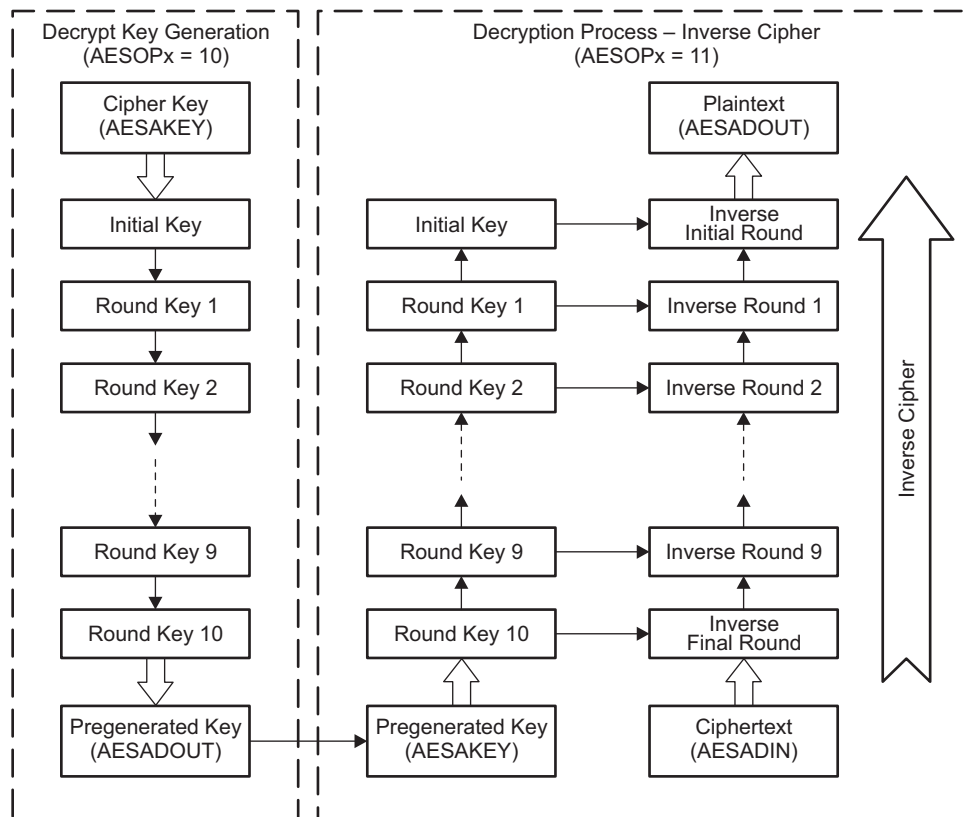 Decrypt Key Generation
(AESOPx = 10)
Cipher Key
(AESAKEY)
Initial Key
Round Key 1
Round Key 2
Round Key 9
Round Key 10
Pregenerated Key
(AESADOUT)
Decryption Process – Inverse Cipher
(AESOPx = 11)
Plaintext
(AESADOUT)
Initial Key
Inverse
Initial Round
Round Key 1
Inverse Round 1
Round Key 2
Inverse Round 2
Round Key 9
Inverse Round 9
Round Key 10
Inverse
Final Round
Pregenerated Key
(AESAKEY)
Ciphertext
(AESADIN)
Inverse Cipher